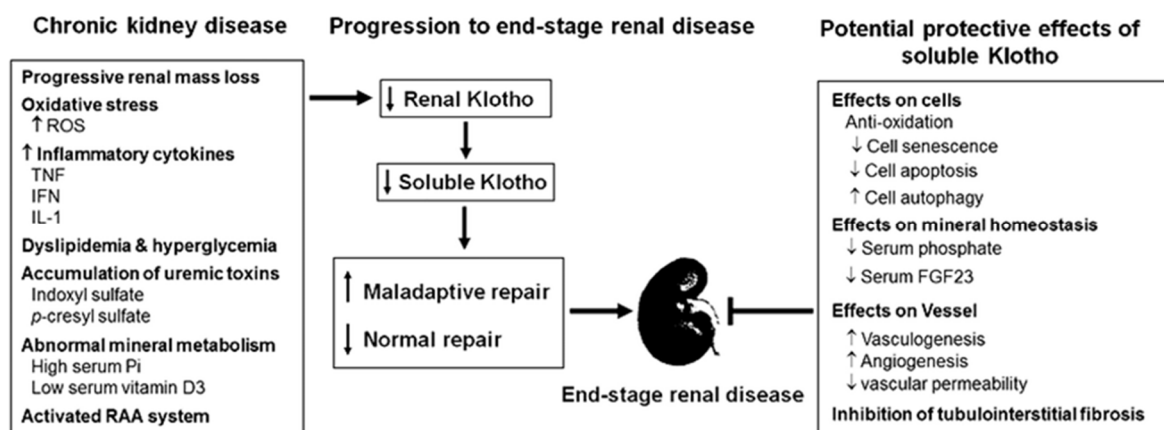 Chronic kidney disease
Progressive renal mass loss
Oxidative stress
↑ ROS
↑ Inflammatory cytokines
TNF
IFN
IL-1
Dyslipidemia & hyperglycemia
Accumulation of uremic toxins
Indoxyl sulfate
p-cresyl sulfate
Abnormal mineral metabolism
High serum Pi
Low serum vitamin D3
Activated RAA system
Progression to end-stage renal disease
↓ Renal Klotho
↓ Soluble Klotho
↑ Maladaptive repair
↓ Normal repair
End-stage renal disease
Potential protective effects of
soluble Klotho
Effects on cells
Anti-oxidation
↓ Cell senescence
↓ Cell apoptosis
↑ Cell autophagy
Effects on mineral homeostasis
↓ Serum phosphate
↓ Serum FGF23
Effects on Vessel
↑ Vasculogenesis
↑ Angiogenesis
↓ vascular permeability
Inhibition of tubulointerstitial fibrosis